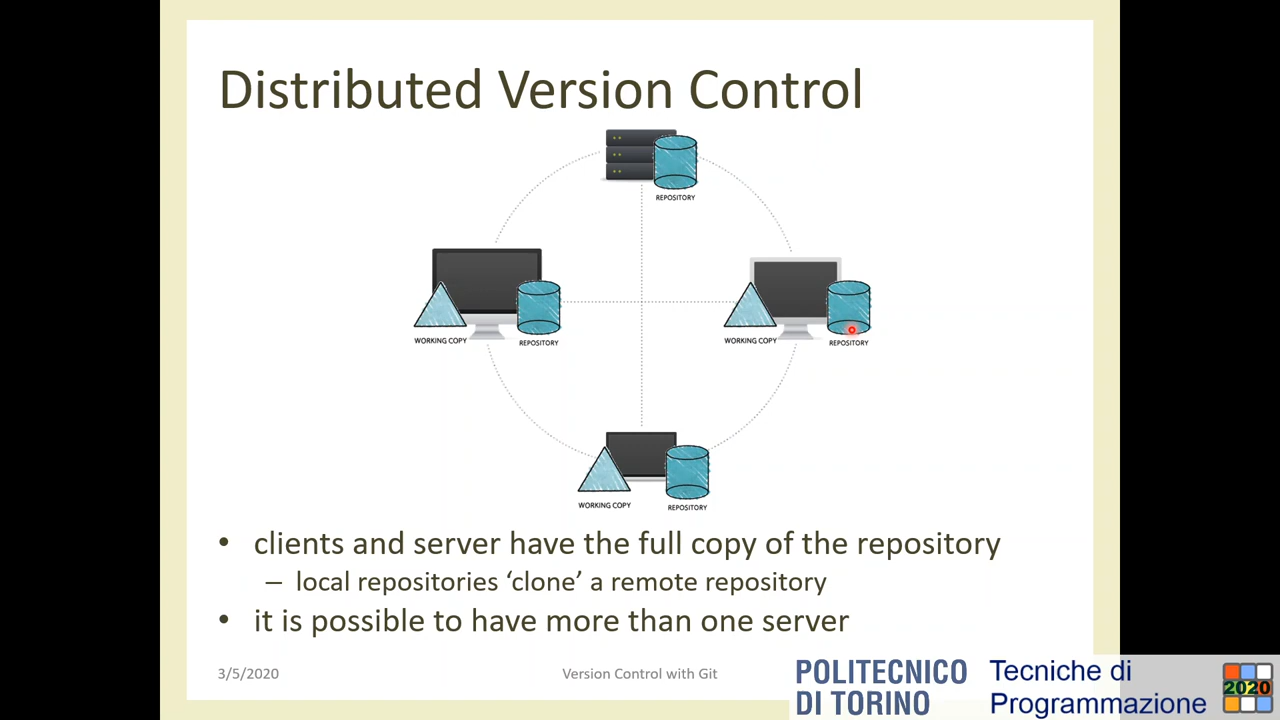 Distributed Version Control
REPOSITORY
WORKING COPY
REPOSITORY
WORKING COPY
REPOSITORY
WORKING COPY
REPOSITORY
• clients and server have the full copy of the repository
– local repositories ‘clone’ a remote repository
• it is possible to have more than one server
3/5/2020
Version Control with Git
POLITECNICO
DI TORINO
Tecniche di
Programmazione
2020